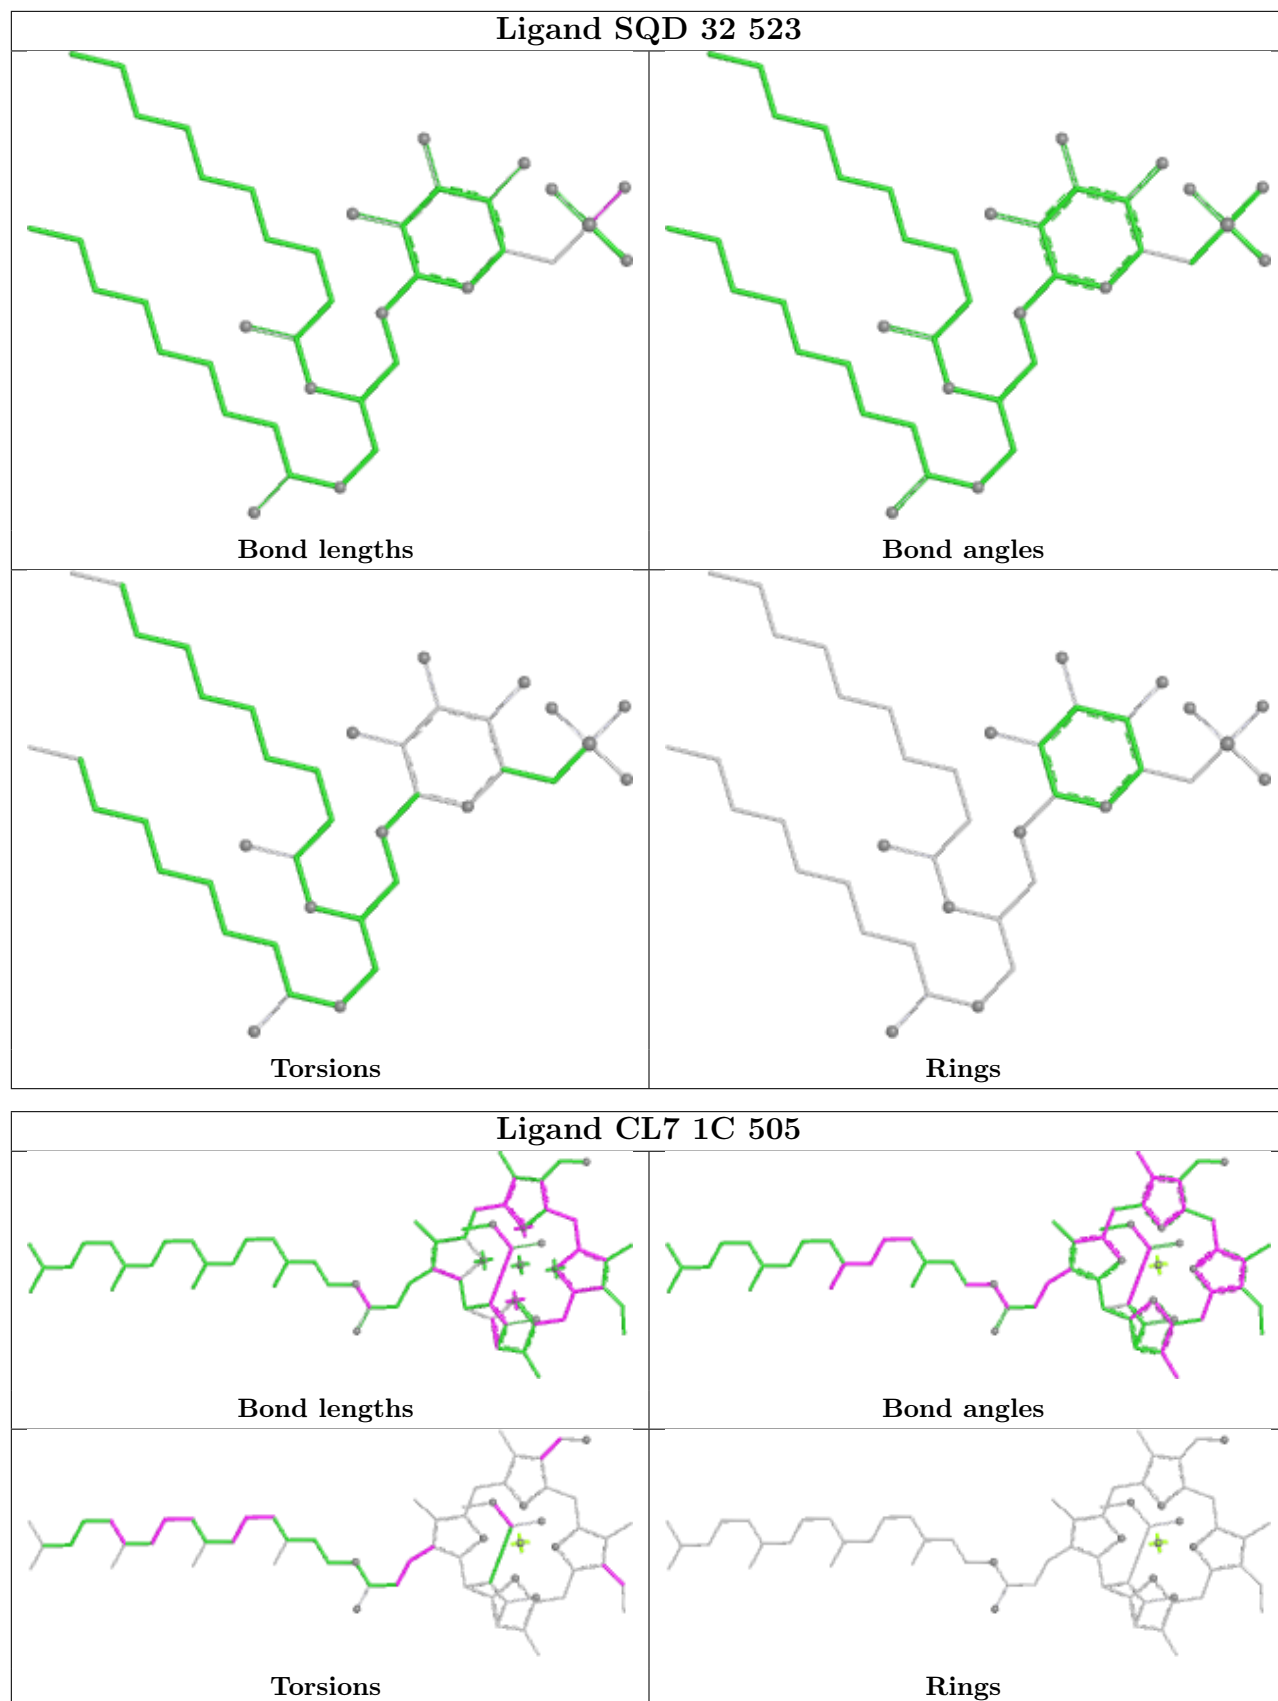 Ligand SQD 32 523
Bond lengths
Bond angles
Torsions
Rings
Ligand CL7 1C 505
Bond lengths
Bond angles
Torsions
Rings